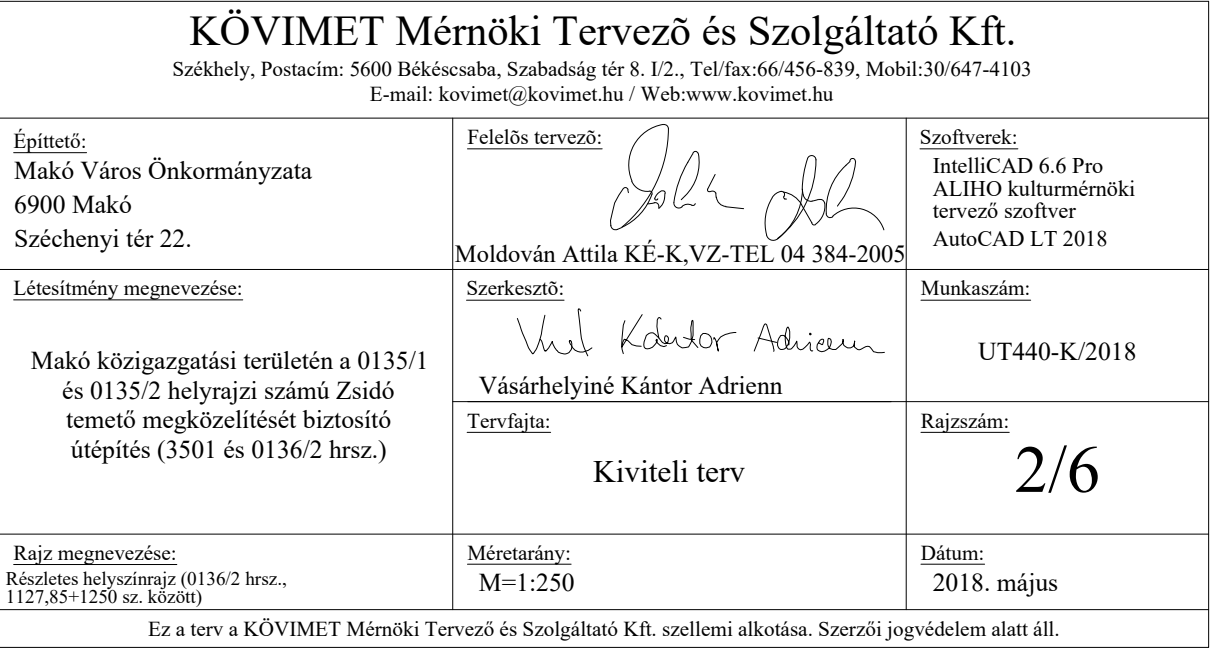 KÖVIMET Mérnöki Tervezõ és Szolgáltató Kft.
Székhely, Postacím: 5600 Békéscsaba, Szabadság tér 8. I/2., Tel/fax:66/456-839, Mobil:30/647-4103
E-mail: kovimet@kovimet.hu / Web:www.kovimet.hu
Építtető:
Makó Város Önkormányzata
6900 Makó
Széchenyi tér 22.
Felelõs tervezõ:
Moldován Attila KÉ-K,VZ-TEL 04 384-2005
Szoftverek:
IntelliCAD 6.6 Pro
ALIHO kulturmérnöki
tervező szoftver
AutoCAD LT 2018
Létesítmény megnevezése:
Makó közigazgatási területén a 0135/1
és 0135/2 helyrajzi számú Zsidó
temető megközelítését biztosító
útépítés (3501 és 0136/2 hrsz.)
Szerkesztõ:
Kántor Adrienn
Vásárhelyiné Kántor Adrienn
Munkaszám:
UT440-K/2018
Tervfajta:
Kiviteli terv
Rajzszám:
2/6
Rajz megnevezése:
Részletes helyszínrajz (0136/2 hrsz.,
1127,85+1250 sz. között)
Méretarány:
M=1:250
Dátum:
2018. május
Ez a terv a KÖVIMET Mérnöki Tervező és Szolgáltató Kft. szellemi alkotása. Szerzői jogvédelem alatt áll.